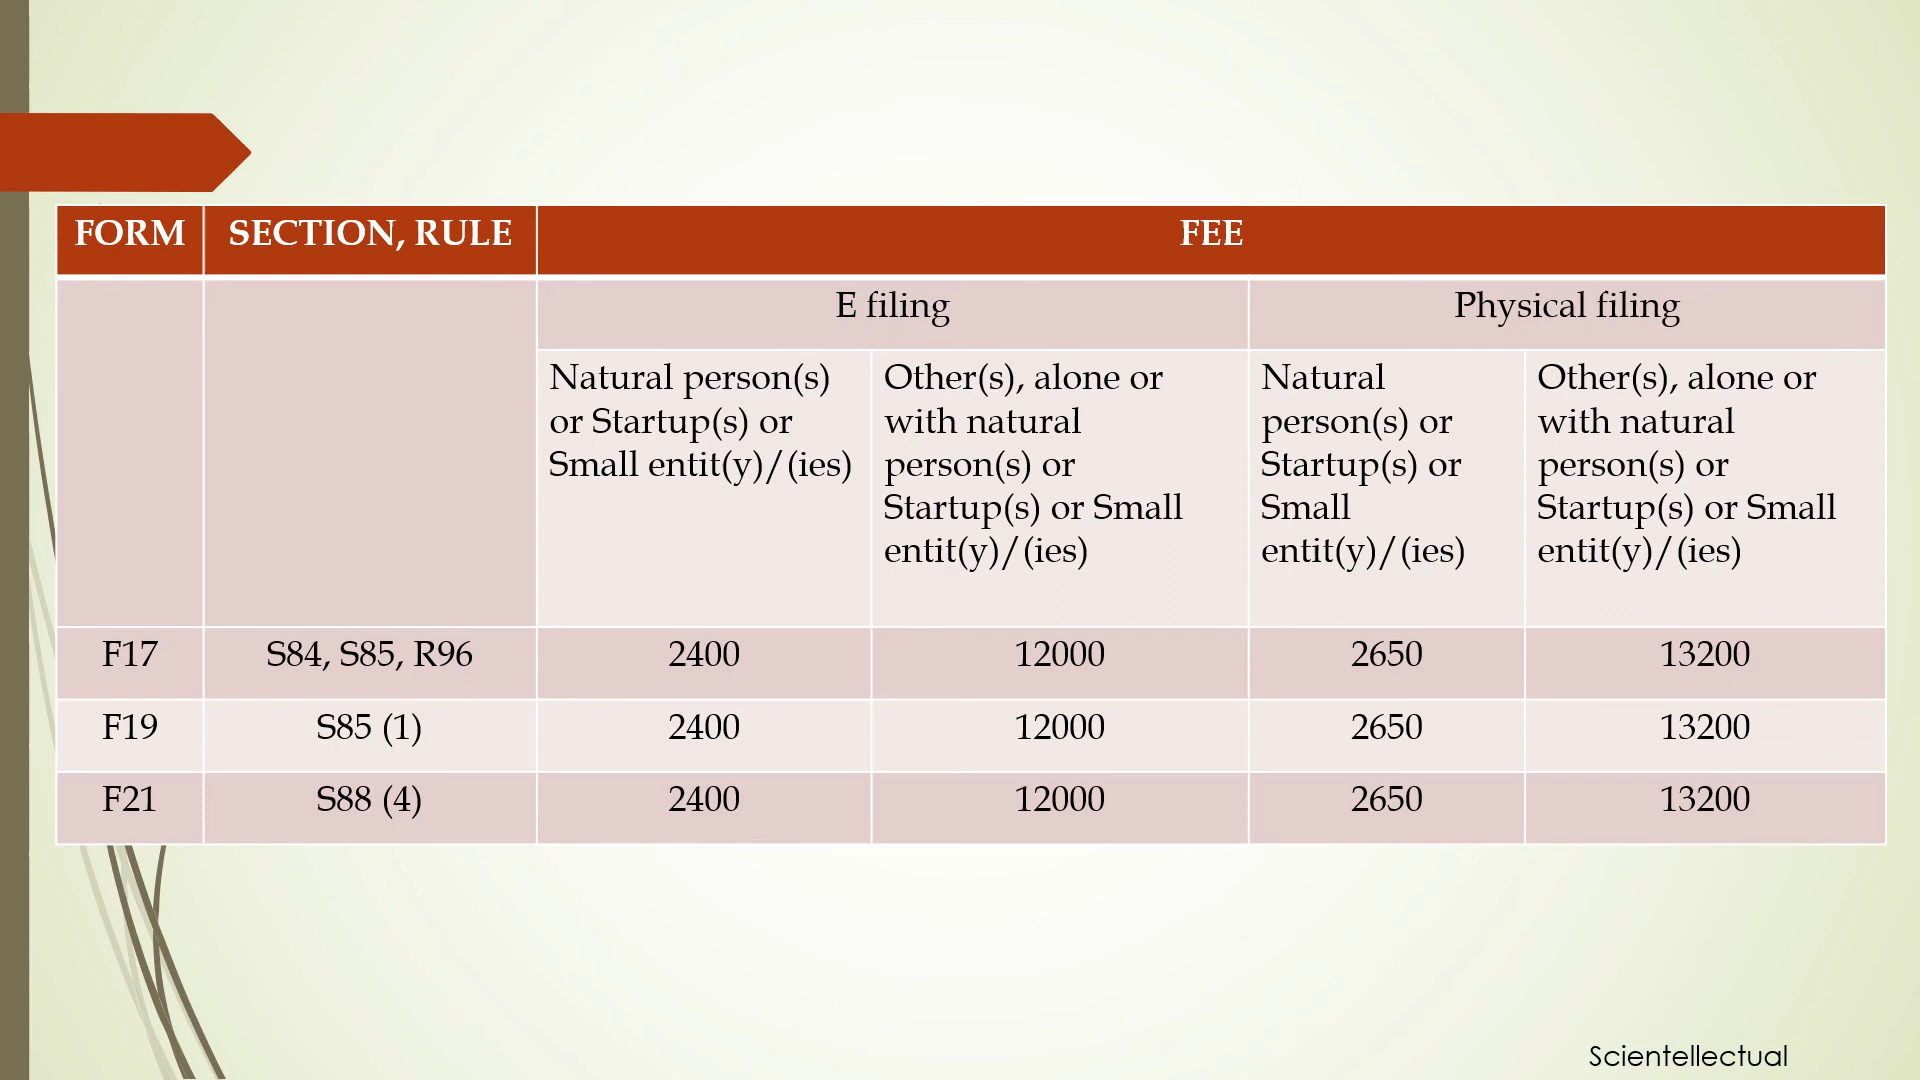 FORM SECTION, RULE FEE
E filing Physical filing
Natural person(s)
or Startup(s) or
Small entit(y)/(ies)
Other(s), alone or
with natural
person(s) or
Startup(s) or Small
entit(y)/(ies)
Natural
person(s) or
Startup(s) or
Small
entit(y)/(ies)
Other(s), alone or
with natural
person(s) or
Startup(s) or Small
entit(y)/(ies)
F17 S84, S85, R96 2400 12000 2650 13200
F19 S85 (1) 2400 12000 2650 13200
F21 S88 (4) 2400 12000 2650 13200
Scientellectual